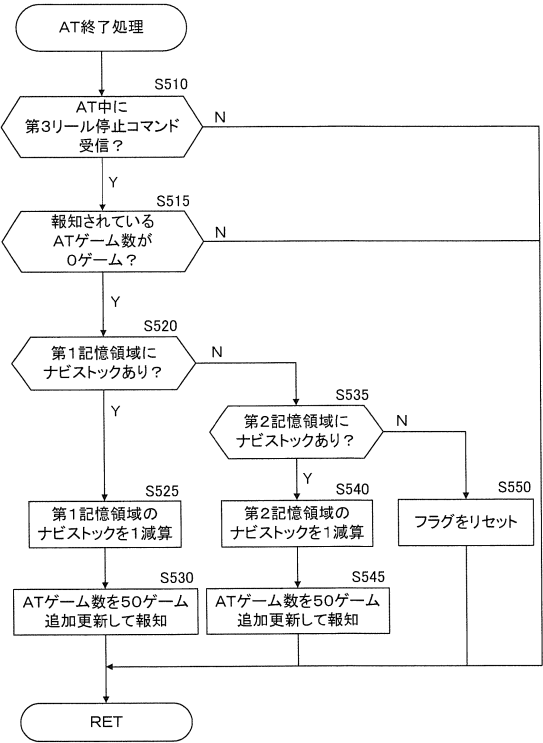 AT終了処理
S510
AT中に
第3リール停止コマンド
受信?
N
Y
S515
報知されている
ATゲーム数が
0ゲーム?
N
Y
S520
第1記憶領域に
ナビストックあり?
N
Y
S535
第2記憶領域に
ナビストックあり?
N
Y
S525
第1記憶領域の
ナビストックを1減算
S540
第2記憶領域の
ナビストックを1減算
S550
フラグをリセット
S530
ATゲーム数を50ゲーム
追加更新して報知
S545
ATゲーム数を50ゲーム
追加更新して報知
RET